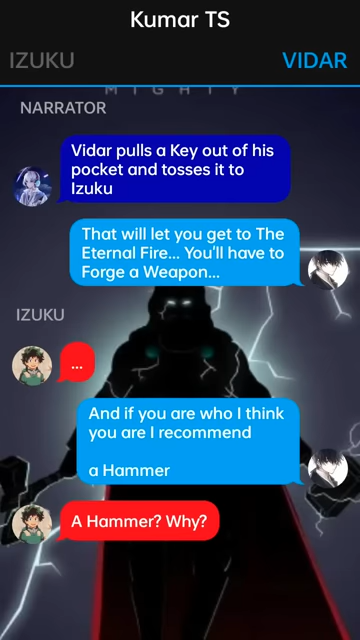 Kumar TS
IZUKU
VIDAR
MIGHTY
NARRATOR
Vidar pulls a Key out of his
pocket and tosses it to
Izuku
That will let you get to The
Eternal Fire... You'll have to
Forge a Weapon...
IZUKU
...
And if you are who I think
you are I recommend
a Hammer
A Hammer? Why?